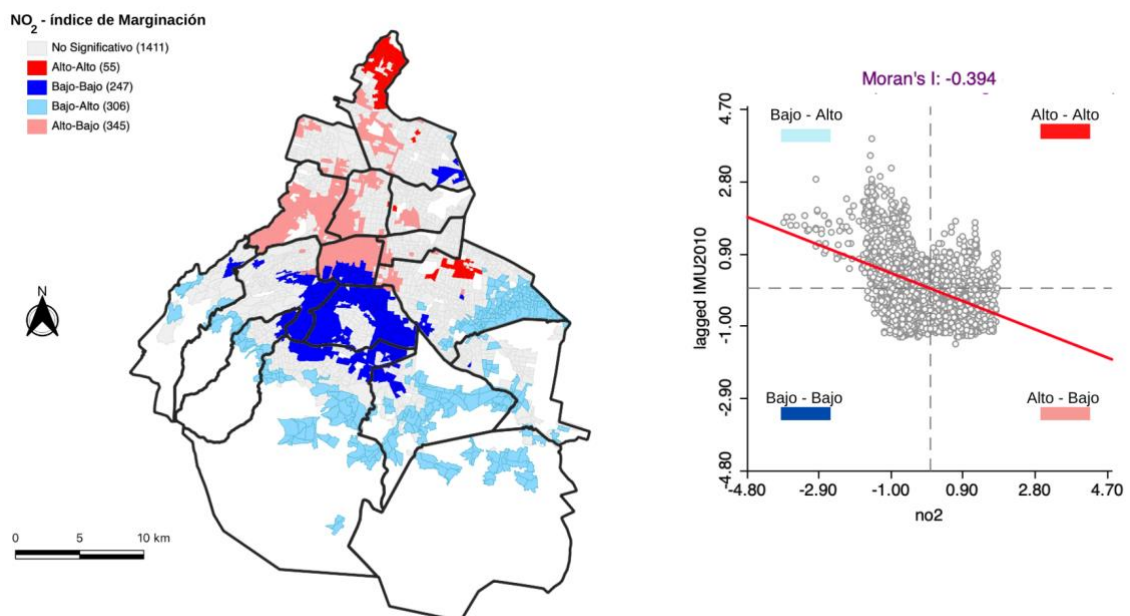 NO2 - índice de Marginación
No Significativo (1411)
Alto-Alto (55)
Bajo-Bajo (247)
Bajo-Alto (306)
Alto-Bajo (345)
N
0 5 10 km
Moran's I: -0.394
Bajo - Alto
Alto - Alto
Bajo - Bajo
Alto - Bajo
4.70
2.80
0.90
-1.00
-2.90
-4.80
lagged IMU2010
-4.80 -2.90 -1.00 0.90 2.80 4.70
no2